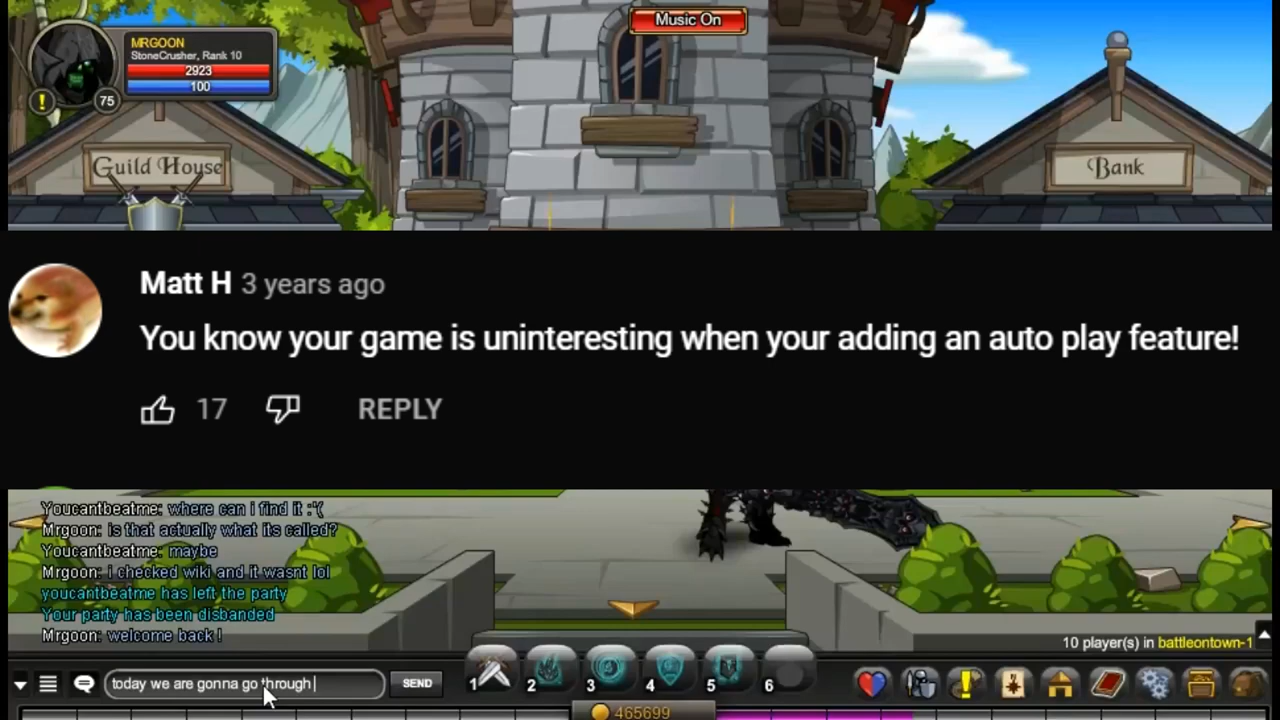 Music On
MRGOON
StoneCrusher, Rank 10
2923
100
75
Guild House
Bank
Matt H 3 years ago
You know your game is uninteresting when your adding an auto play feature!
17 REPLY
Youcantbeatme: where can i find it :'(
Mrgoon: is that actually what its called?
Youcantbeatme: maybe
Mrgoon: i checked wiki and it wasnt lol
youcantbeatme has left the party
Your party has been disbanded
Mrgoon: welcome back !
10 player(s) in battleontown-1
today we are gonna go through
SEND
1 2 3 4 5 6
465699